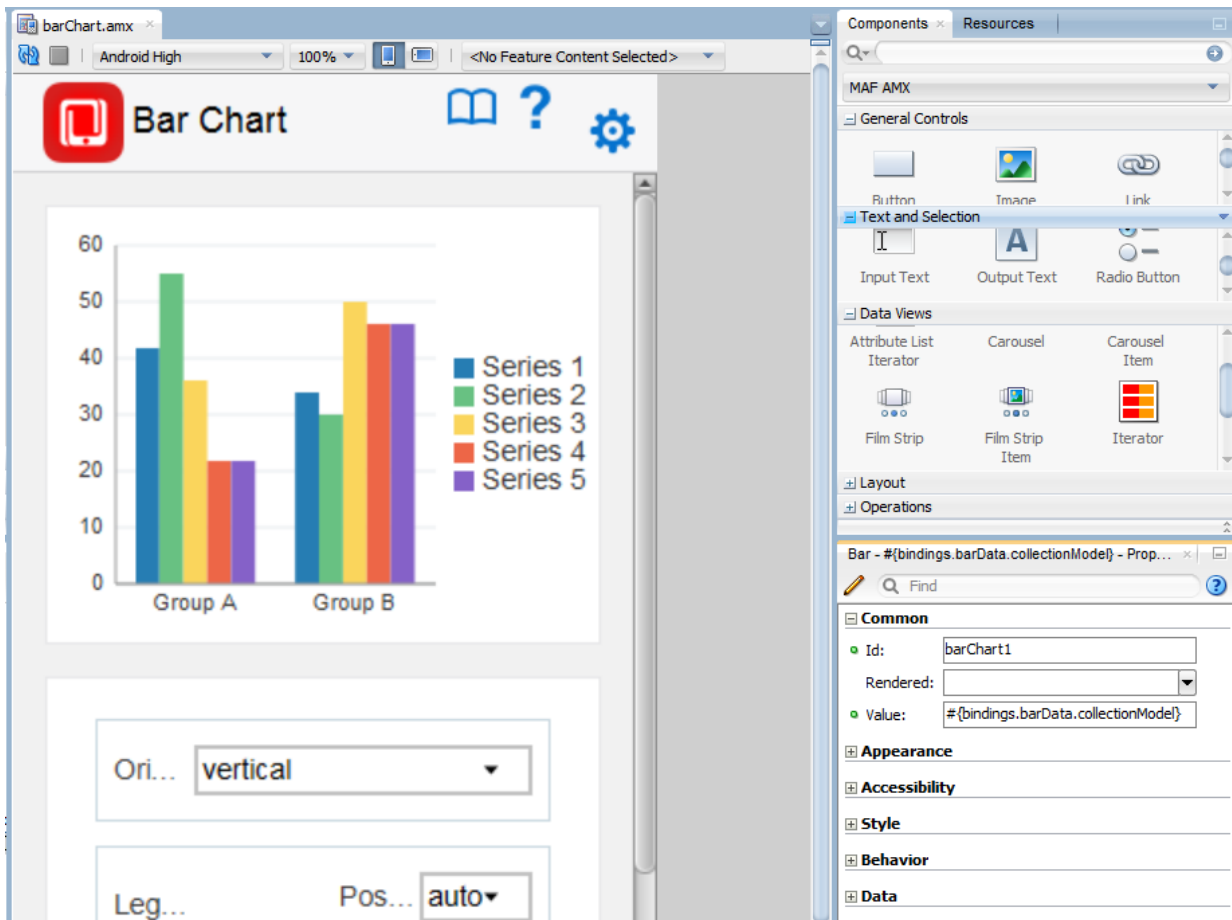 barChart.amx
Android High
100%
<No Feature Content Selected>
Bar Chart
60
50
40
30
20
10
0
Group A
Group B
Series 1
Series 2
Series 3
Series 4
Series 5
Ori...
vertical
Leg...
Pos...
auto
Components
Resources
MAF AMX
General Controls
Button
Image
Link
Text and Selection
Input Text
Output Text
Radio Button
Data Views
Attribute List
Iterator
Carousel
Carousel
Item
Film Strip
Film Strip
Item
Iterator
Layout
Operations
Bar - #{bindings.barData.collectionModel} - Prop...
Find
Common
Id:
barChart1
Rendered:
Value:
#{bindings.barData.collectionModel}
Appearance
Accessibility
Style
Behavior
Data